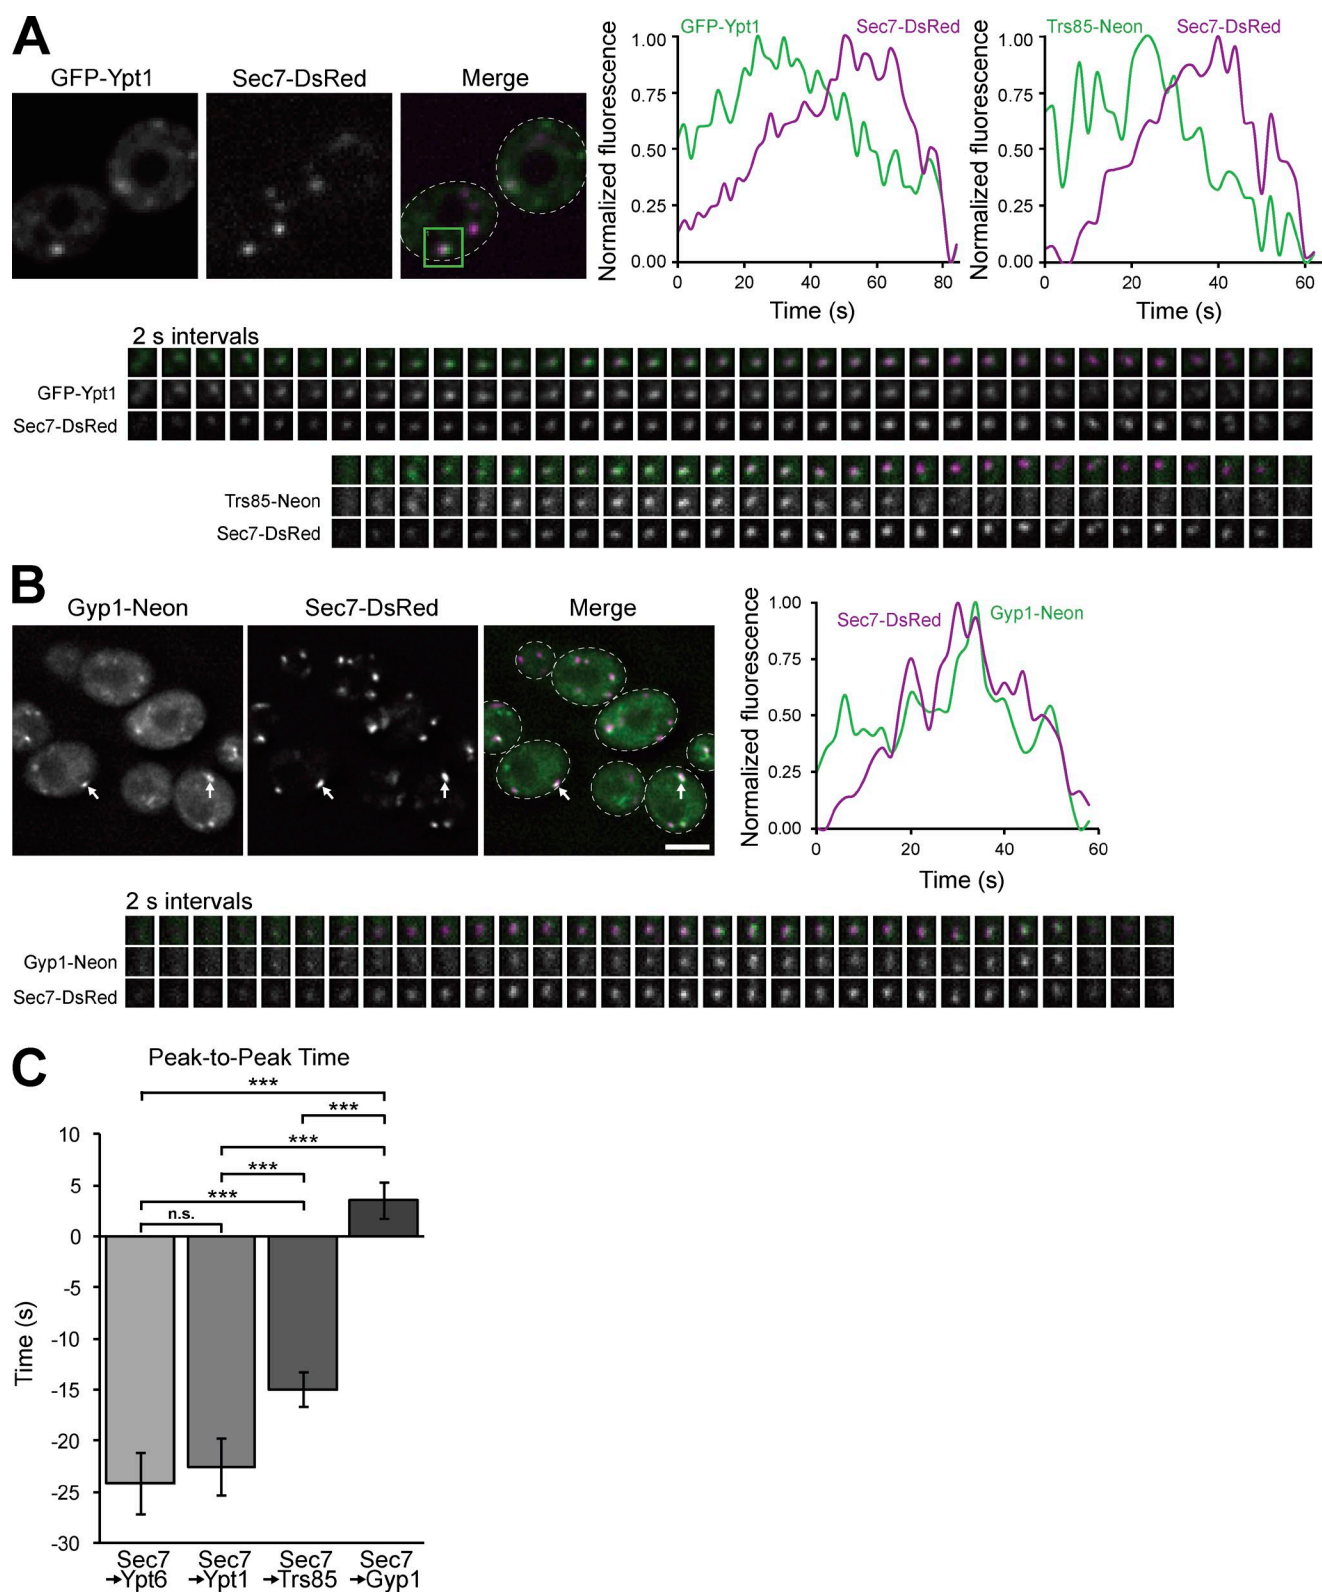 A
GFP-Ypt1
Sec7-DsRed
Merge
GFP-Ypt1
Sec7-DsRed
Normalized fluorescence
1.00
0.75
0.50
0.25
0.00
0
20
40
60
80
Time (s)
Trs85-Neon
Sec7-DsRed
Normalized fluorescence
1.00
0.75
0.50
0.25
0.00
0
20
40
60
Time (s)
2 s intervals
GFP-Ypt1
Sec7-DsRed
Trs85-Neon
Sec7-DsRed
B
Gyp1-Neon
Sec7-DsRed
Merge
Sec7-DsRed
Gyp1-Neon
Normalized fluorescence
1.00
0.75
0.50
0.25
0.00
0
20
40
60
Time (s)
2 s intervals
Gyp1-Neon
Sec7-DsRed
C
Peak-to-Peak Time
***
***
***
***
***
n.s.
Time (s)
10
5
0
-5
-10
-15
-20
-25
-30
Sec7
→Ypt6
Sec7
→Ypt1
Sec7
→Trs85
Sec7
→Gyp1